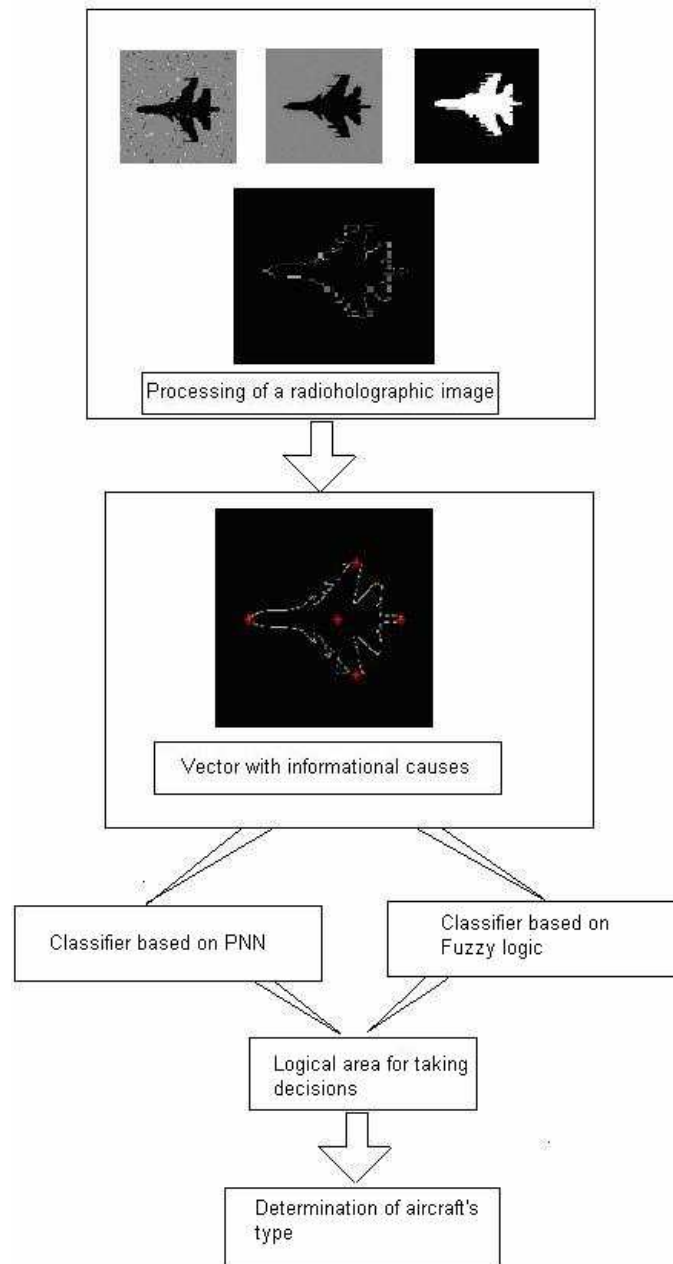 Processing of a radioholographic image
Vector with informational causes
Classifier based on PNN
Classifier based on
Fuzzy logic
Logical area for taking
decisions
Determination of aircraft's
type